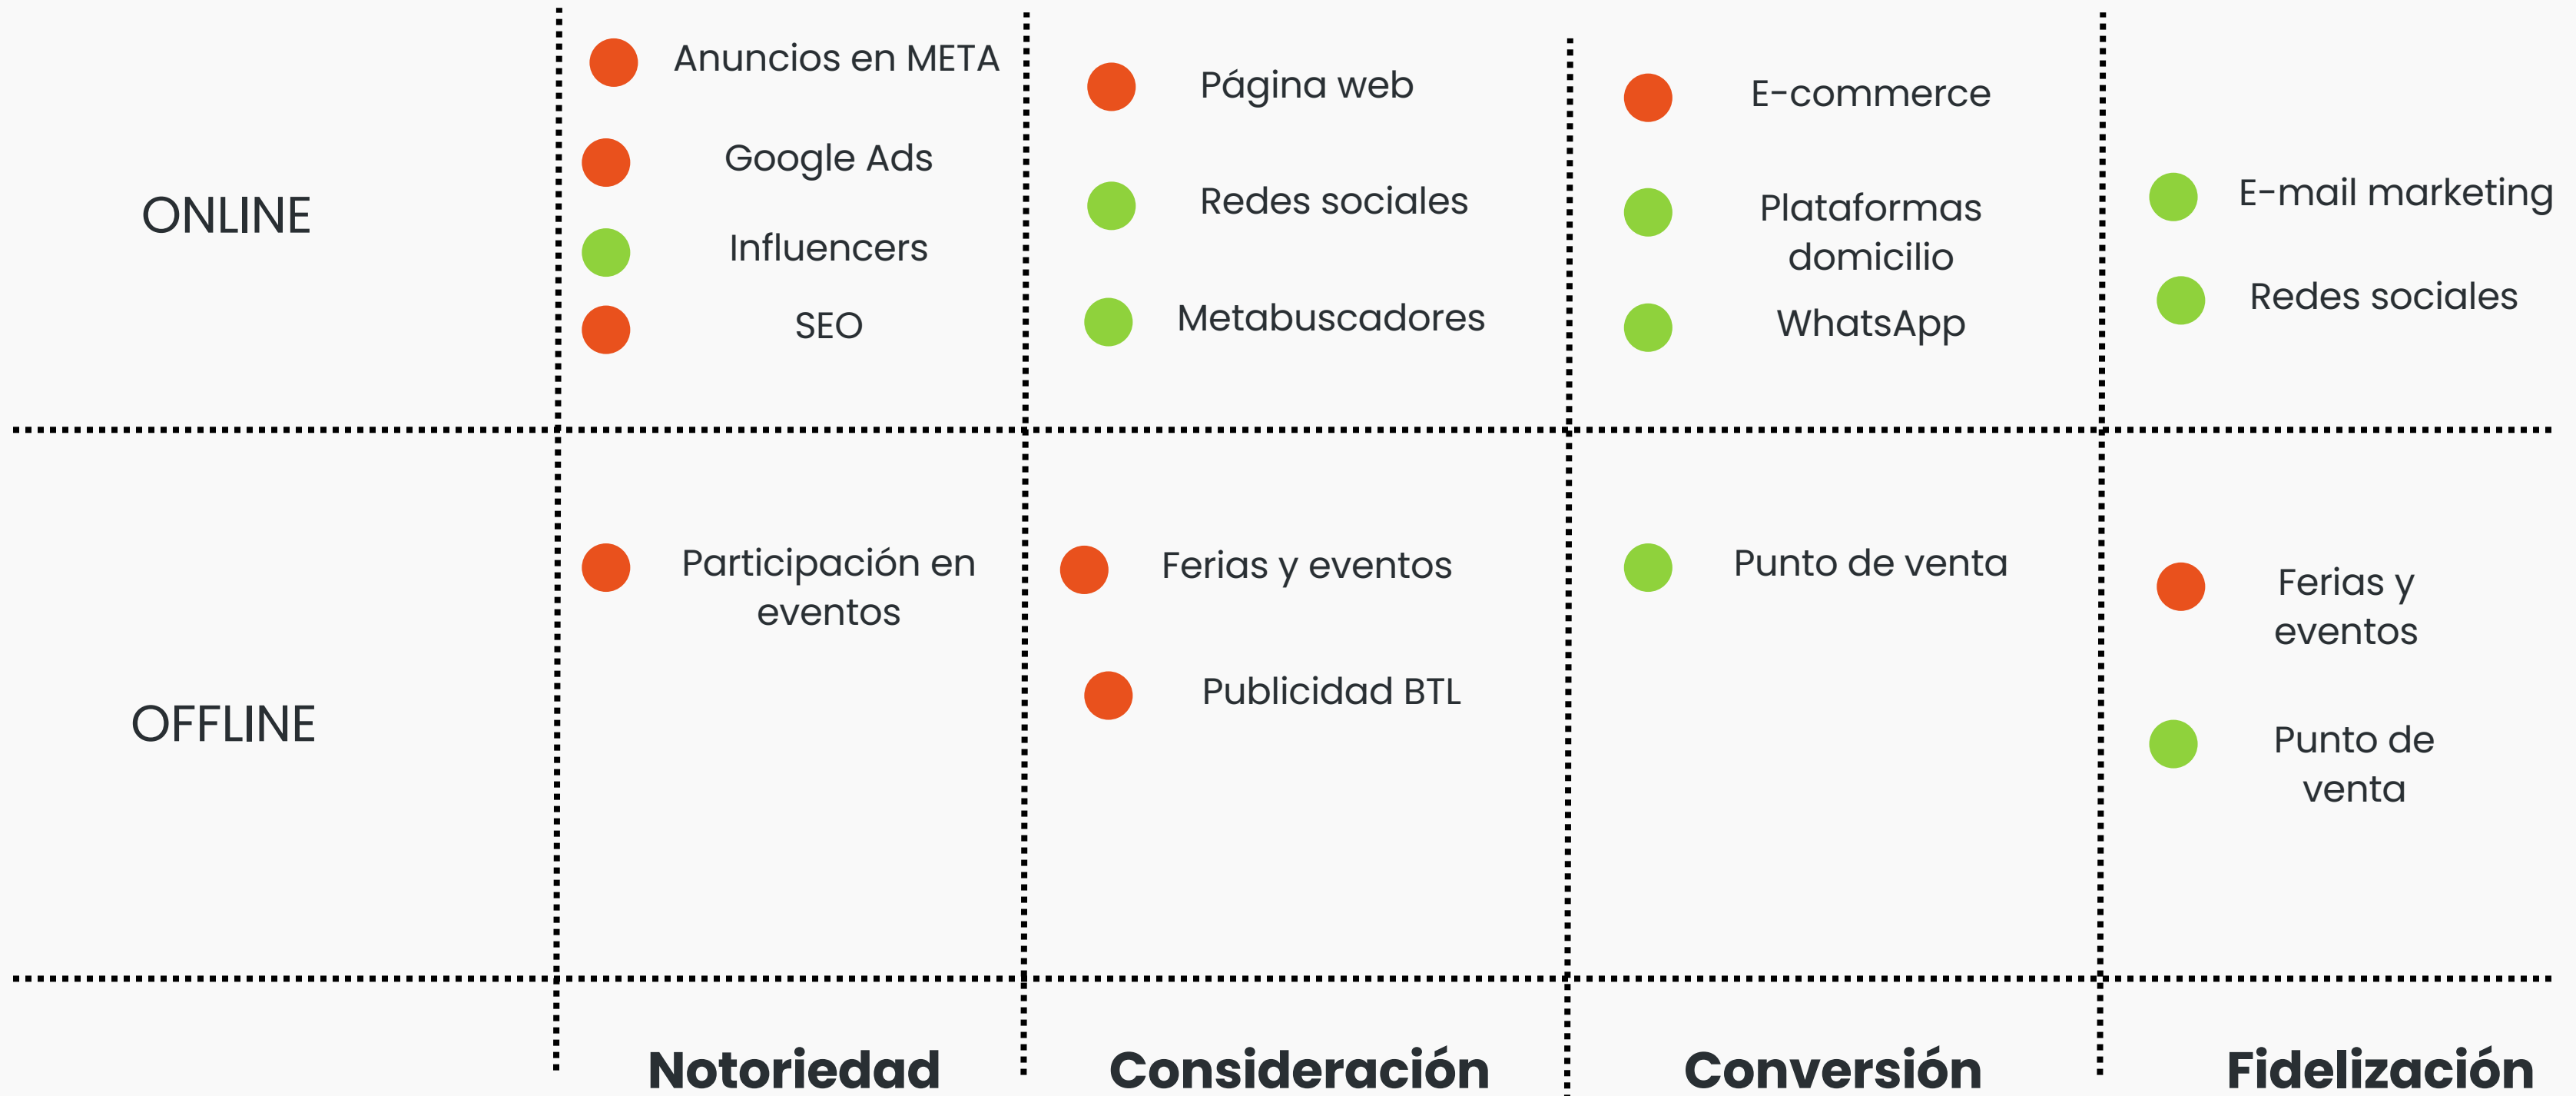 ONLINE
Anuncios en META
Google Ads
Influencers
SEO
Página web
Redes sociales
Metabuscadores
E-commerce
Plataformas
domicilio
WhatsApp
E-mail marketing
Redes sociales
OFFLINE
Participación en
eventos
Ferias y eventos
Publicidad BTL
Punto de venta
Ferias y
eventos
Punto de
venta
Notoriedad
Consideración
Conversión
Fidelización